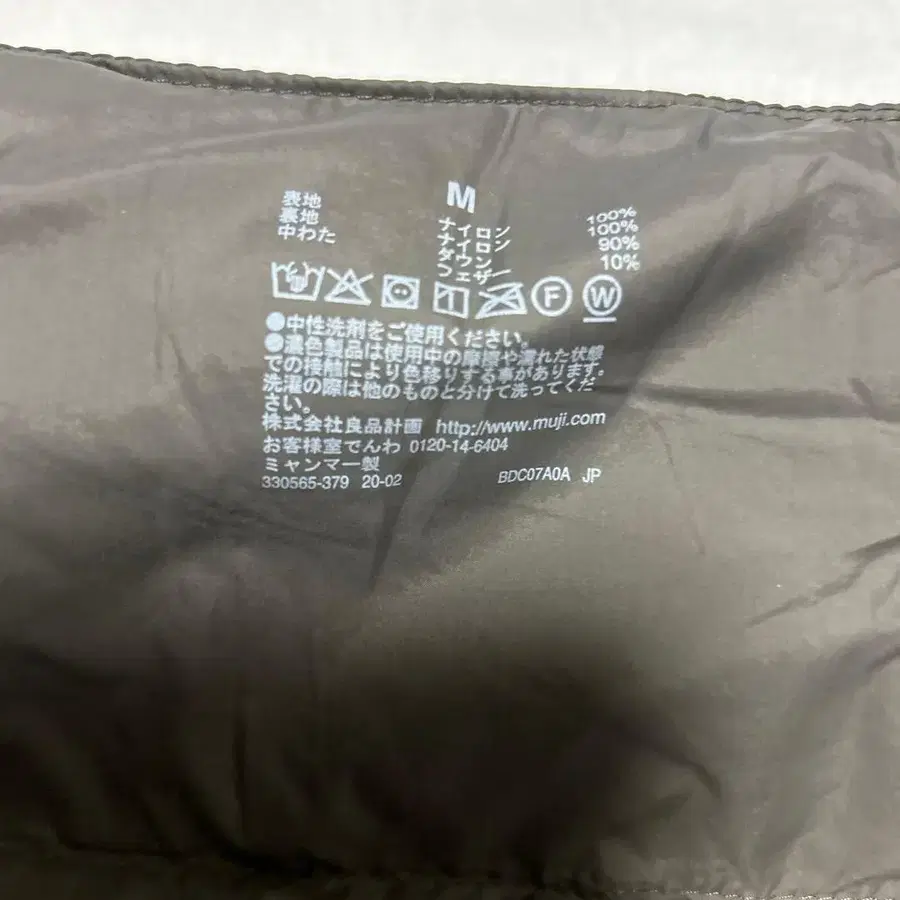 M
表地 ナイロン 100%
裏地 ナイロン 100%
中わた ダウン 90%
フェザー 10%
F W
●中性洗剤をご使用ください。
●濃色製品は使用中の摩擦や濡れた状態
での接触により色移りする事があります。
洗濯の際は他のものと分けて洗ってくだ
さい。
株式会社良品計画 http://www.muji.com
お客様室でんわ 0120-14-6404
ミャンマー製
330565-379 20-02 BDC07A0A JP